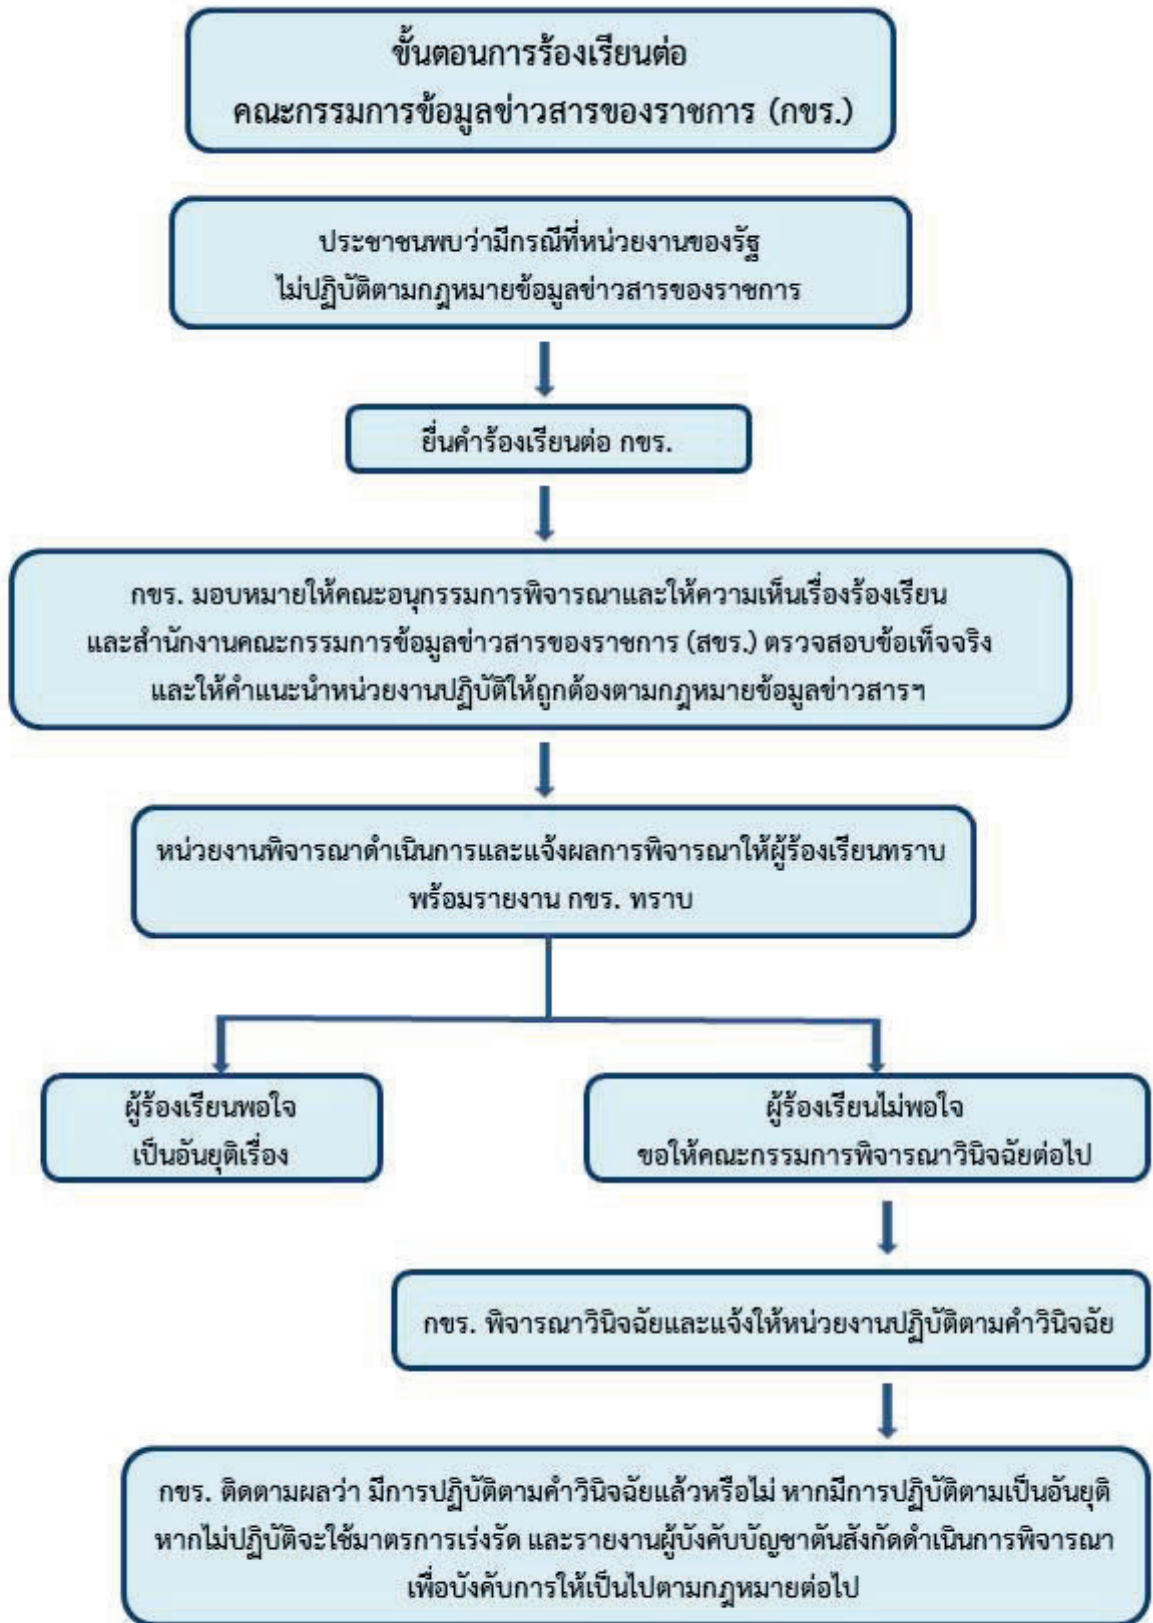 ขั้นตอนการร้องเรียนต่อ
คณะกรรมการข้อมูลข่าวสารของราชการ (กขร.)
ประชาชนพบว่ามีกรณีที่หน่วยงานของรัฐ
ไม่ปฏิบัติตามกฎหมายข้อมูลข่าวสารของราชการ
ยื่นคำร้องเรียนต่อ กขร.
กขร. มอบหมายให้คณะอนุกรรมการพิจารณาและให้ความเห็นเรื่องร้องเรียน
และสำนักงานคณะกรรมการข้อมูลข่าวสารของราชการ (สขร.) ตรวจสอบข้อเท็จจริง
และให้คำแนะนำหน่วยงานปฏิบัติให้ถูกต้องตามกฎหมายข้อมูลข่าวสารฯ
หน่วยงานพิจารณาดำเนินการและแจ้งผลการพิจารณาให้ผู้ร้องเรียนทราบ
พร้อมรายงาน กขร. ทราบ
ผู้ร้องเรียนพอใจ
เป็นอันยุติเรื่อง
ผู้ร้องเรียนไม่พอใจ
ขอให้คณะกรรมการพิจารณาวินิจฉัยต่อไป
กขร. พิจารณาวินิจฉัยและแจ้งให้หน่วยงานปฏิบัติตามคำวินิจฉัย
กขร. ติดตามผลว่า มีการปฏิบัติตามคำวินิจฉัยแล้วหรือไม่ หากมีการปฏิบัติตามเป็นอันยุติ
หากไม่ปฏิบัติจะใช้มาตรการเร่งรัด และรายงานผู้บังคับบัญชาตันสังกัดดำเนินการพิจารณา
เพื่อบังคับการให้เป็นไปตามกฎหมายต่อไป